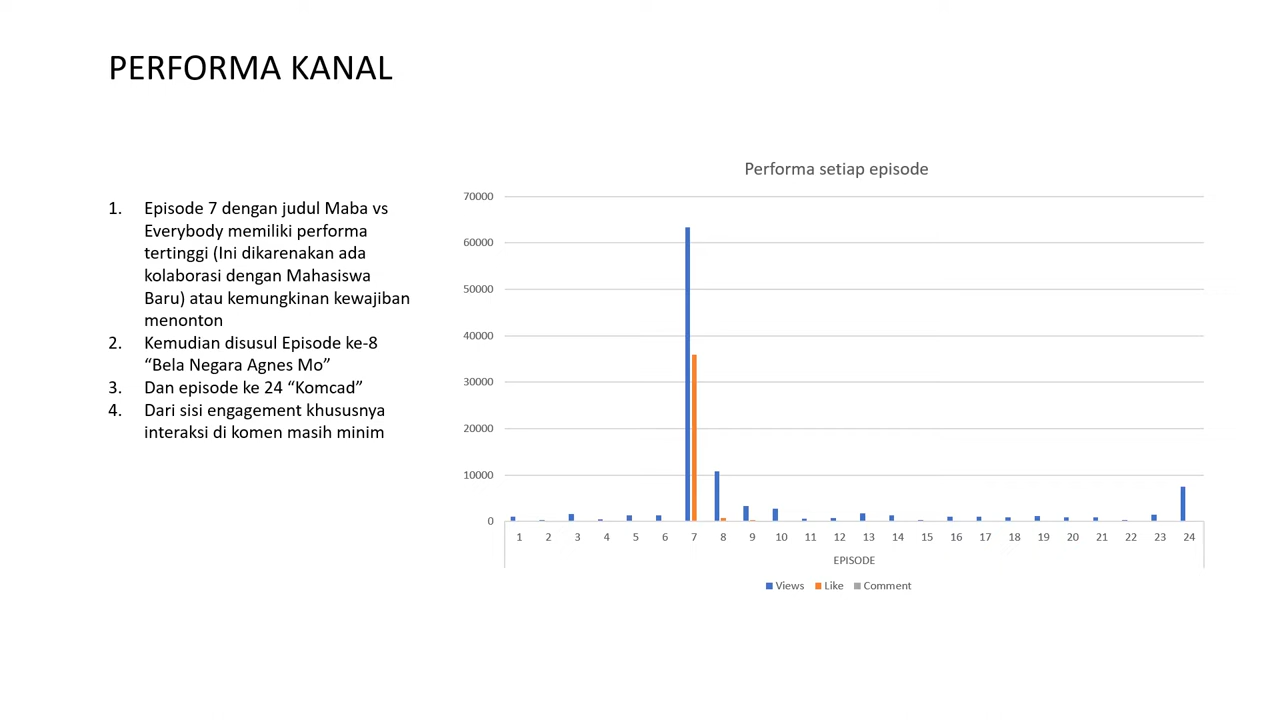 PERFORMA KANAL
1. Episode 7 dengan judul Maba vs
Everybody memiliki performa
tertinggi (Ini dikarenakan ada
kolaborasi dengan Mahasiswa
Baru) atau kemungkinan kewajiban
menonton
2. Kemudian disusul Episode ke-8
“Bela Negara Agnes Mo”
3. Dan episode ke 24 “Komcad”
4. Dari sisi engagement khususnya
interaksi di komen masih minim
Performa setiap episode
70000
60000
50000
40000
30000
20000
10000
0
1 2 3 4 5 6 7 8 9 10 11 12 13 14 15 16 17 18 19 20 21 22 23 24
EPISODE
Views Like Comment